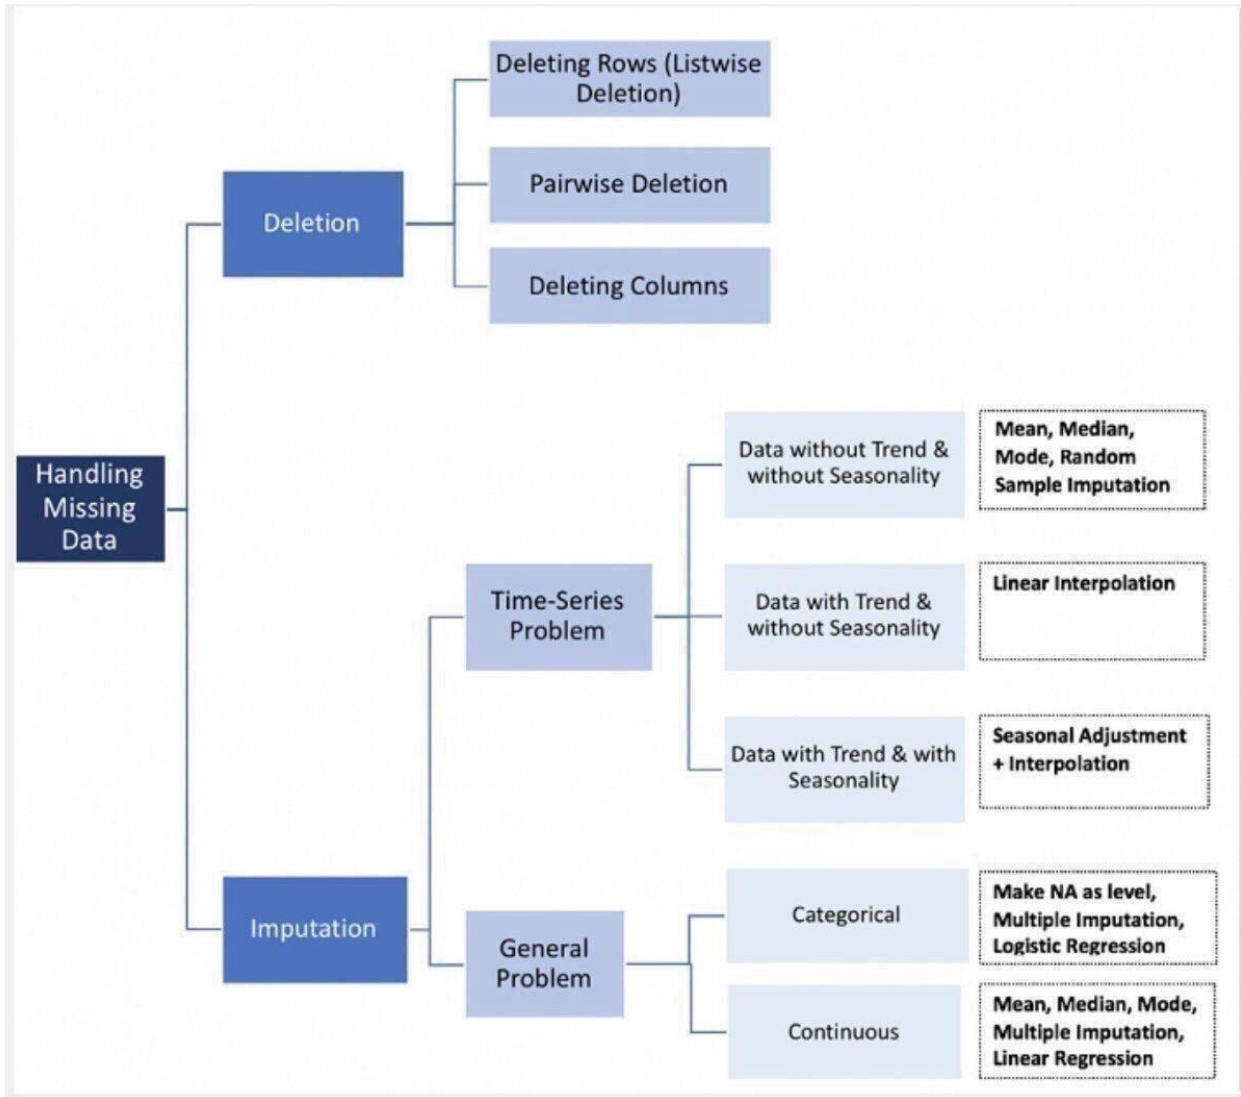 Deleting Rows (Listwise
Deletion)
Pairwise Deletion
Deletion
Deleting Columns
Handling
Missing
Data
Data without Trend &
without Seasonality
Mean, Median,
Mode, Random
Sample Imputation
Time-Series
Problem
Data with Trend &
without Seasonality
Linear Interpolation
Data with Trend & with
Seasonality
Seasonal Adjustment
+ Interpolation
Imputation
General
Problem
Categorical
Make NA as level,
Multiple Imputation,
Logistic Regression
Continuous
Mean, Median, Mode,
Multiple Imputation,
Linear Regression